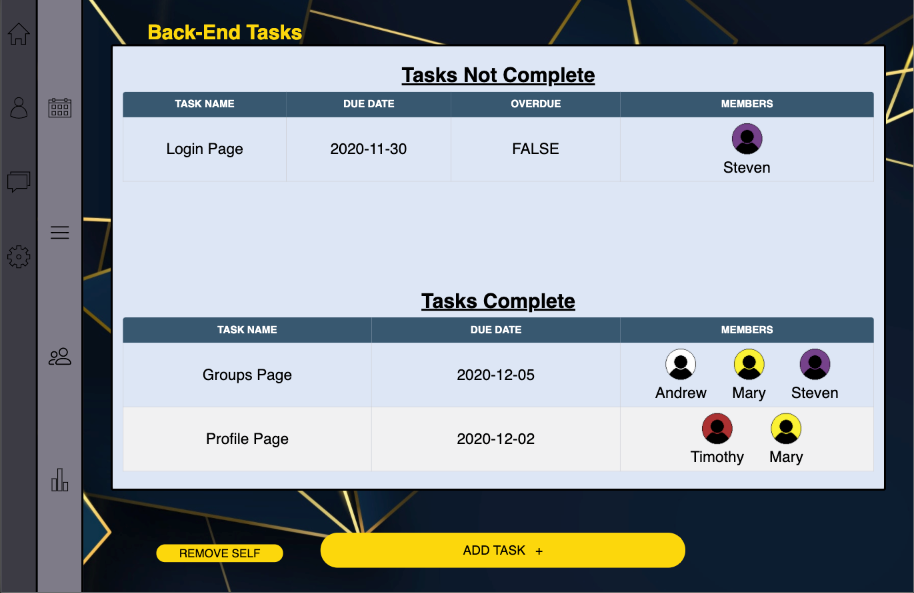 Back-End Tasks
Tasks Not Complete
TASK NAME DUE DATE OVERDUE MEMBERS
Login Page 2020-11-30 FALSE Steven
Tasks Complete
TASK NAME DUE DATE MEMBERS
Groups Page 2020-12-05 Andrew Mary Steven
Profile Page 2020-12-02 Timothy Mary
REMOVE SELF ADD TASK +